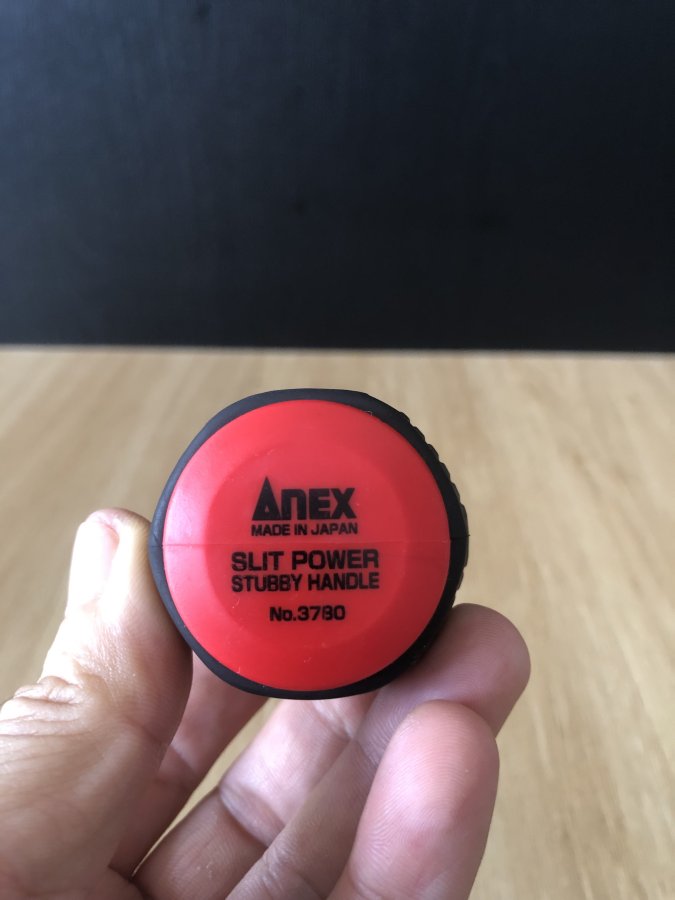 ANEX
MADE IN JAPAN
SLIT POWER
STUBBY HANDLE
No.3780